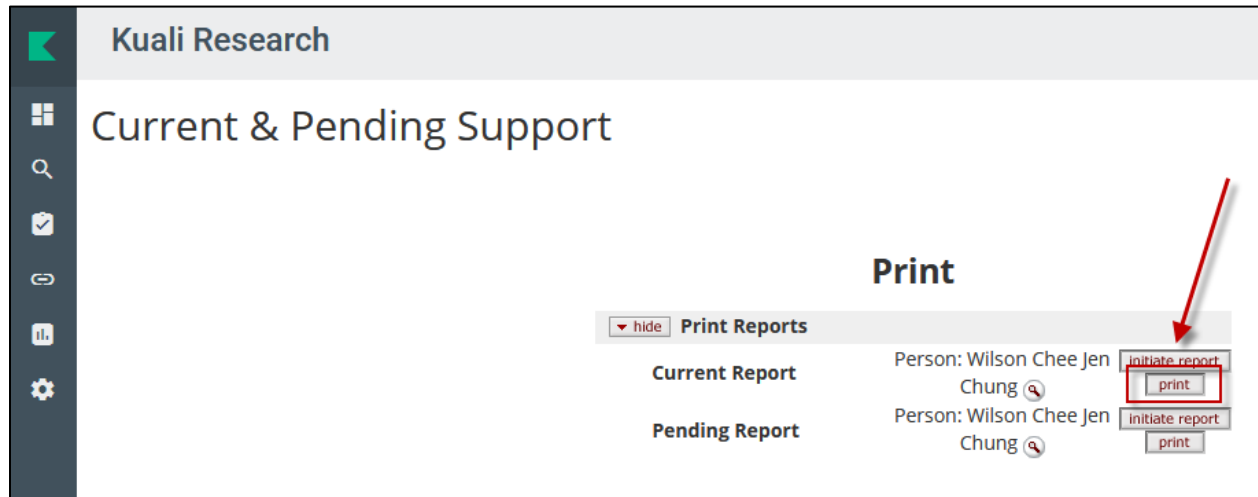 Kuali Research
Current & Pending Support
Print
hide Print Reports
Current Report Person: Wilson Chee Jen Chung initiate report print
Pending Report Person: Wilson Chee Jen Chung initiate report print